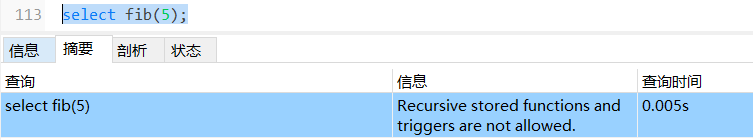 113 select fib(5);
信息 摘要 剖析 状态
查询 信息 查询时间
select fib(5) Recursive stored functions and 0.005s
triggers are not allowed.